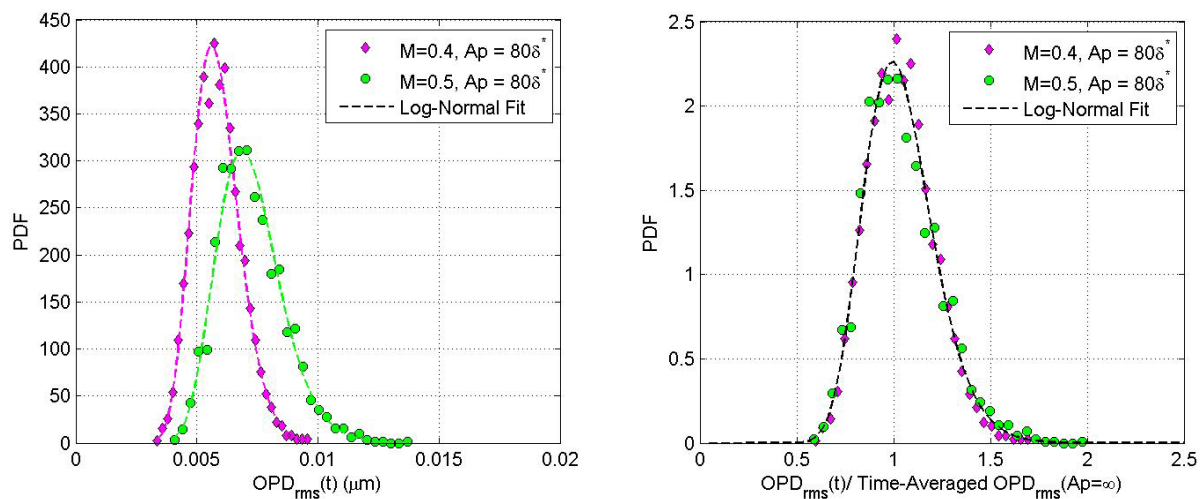 450
400
350
300
250
200
150
100
50
0
PDF
M=0.4, Ap = 80δ*
M=0.5, Ap = 80δ*
Log-Normal Fit
0 0.005 0.01 0.015 0.02
OPDrms(t) (μm)
2.5
2
1.5
1
0.5
0
PDF
M=0.4, Ap = 80δ*
M=0.5, Ap = 80δ*
Log-Normal Fit
0 0.5 1 1.5 2 2.5
OPDrms(t)/ Time-Averaged OPDrms(Ap=∞)